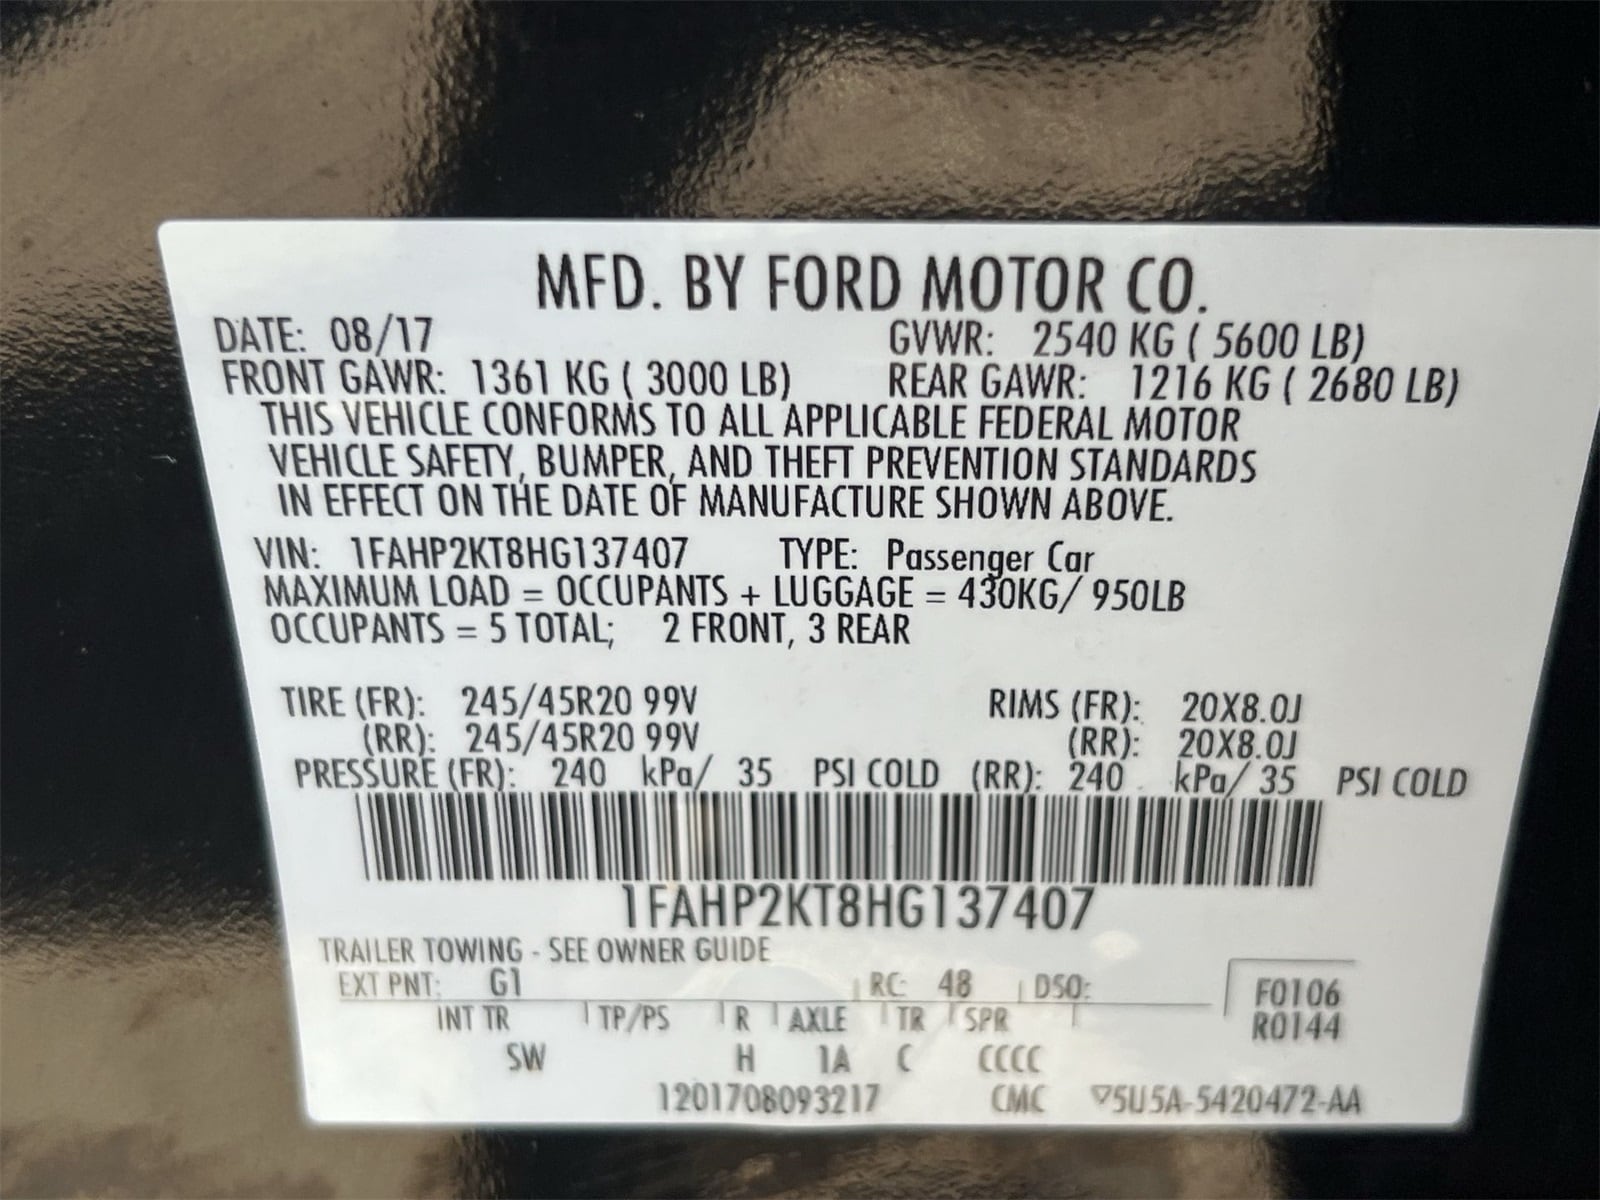 MFD. BY FORD MOTOR CO.
DATE: 08/17 GVWR: 2540 KG ( 5600 LB)
FRONT GAWR: 1361 KG ( 3000 LB) REAR GAWR: 1216 KG ( 2680 LB)
THIS VEHICLE CONFORMS TO ALL APPLICABLE FEDERAL MOTOR
VEHICLE SAFETY, BUMPER, AND THEFT PREVENTION STANDARDS
IN EFFECT ON THE DATE OF MANUFACTURE SHOWN ABOVE.
VIN: 1FAHP2KT8HG137407 TYPE: Passenger Car
MAXIMUM LOAD = OCCUPANTS + LUGGAGE = 430KG/ 950LB
OCCUPANTS = 5 TOTAL; 2 FRONT, 3 REAR
TIRE (FR): 245/45R20 99V RIMS (FR): 20X8.0J
(RR): 245/45R20 99V (RR): 20X8.0J
PRESSURE (FR): 240 kPa/ 35 PSI COLD (RR): 240 kPa/ 35 PSI COLD
1FAHP2KT8HG137407
TRAILER TOWING - SEE OWNER GUIDE
EXT PNT: G1 RC: 48 DSO: F0106
INT TR TP/PS R AXLE TR SPR R0144
SW H 1A C CCCC
1201708093217 CMC ▽5U5A-5420472-AA